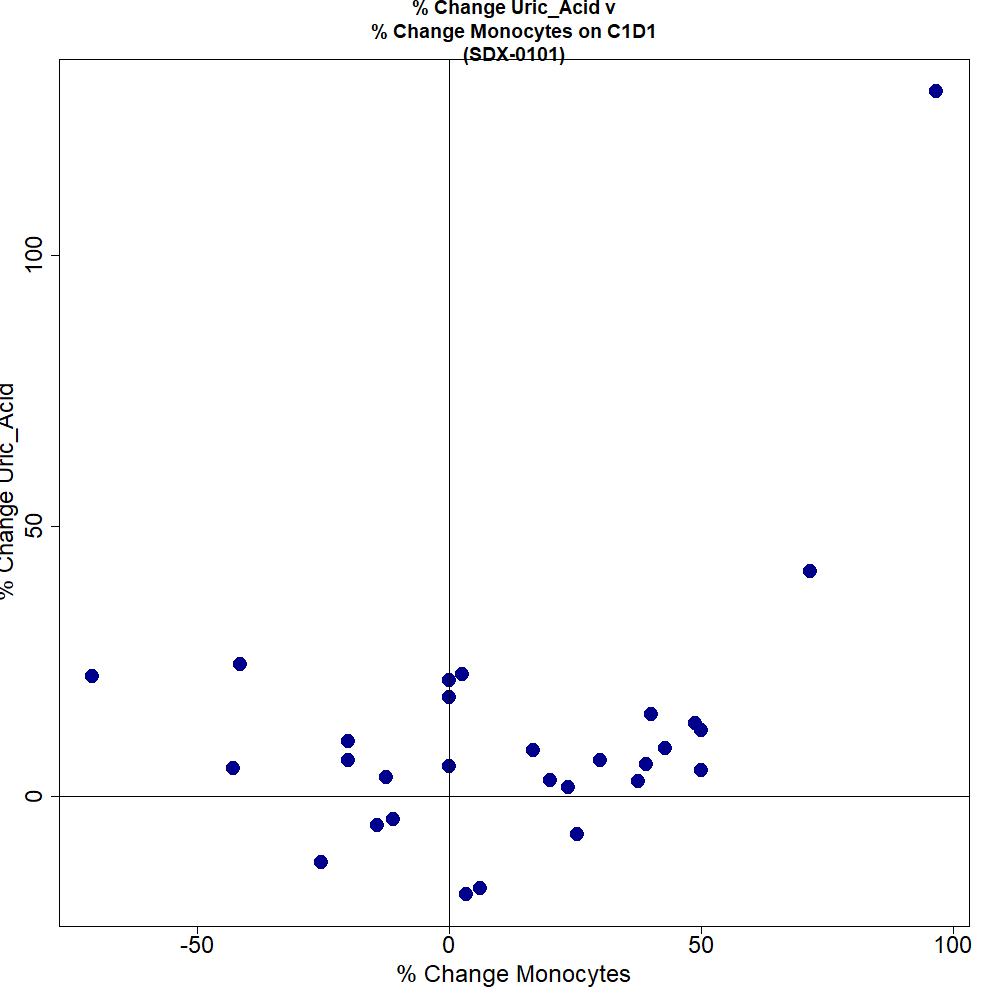 % Change Uric_Acid v
% Change Monocytes on C1D1
(SDX-0101)
% Change Uric_Acid
100
50
0
-50
0
50
100
% Change Monocytes